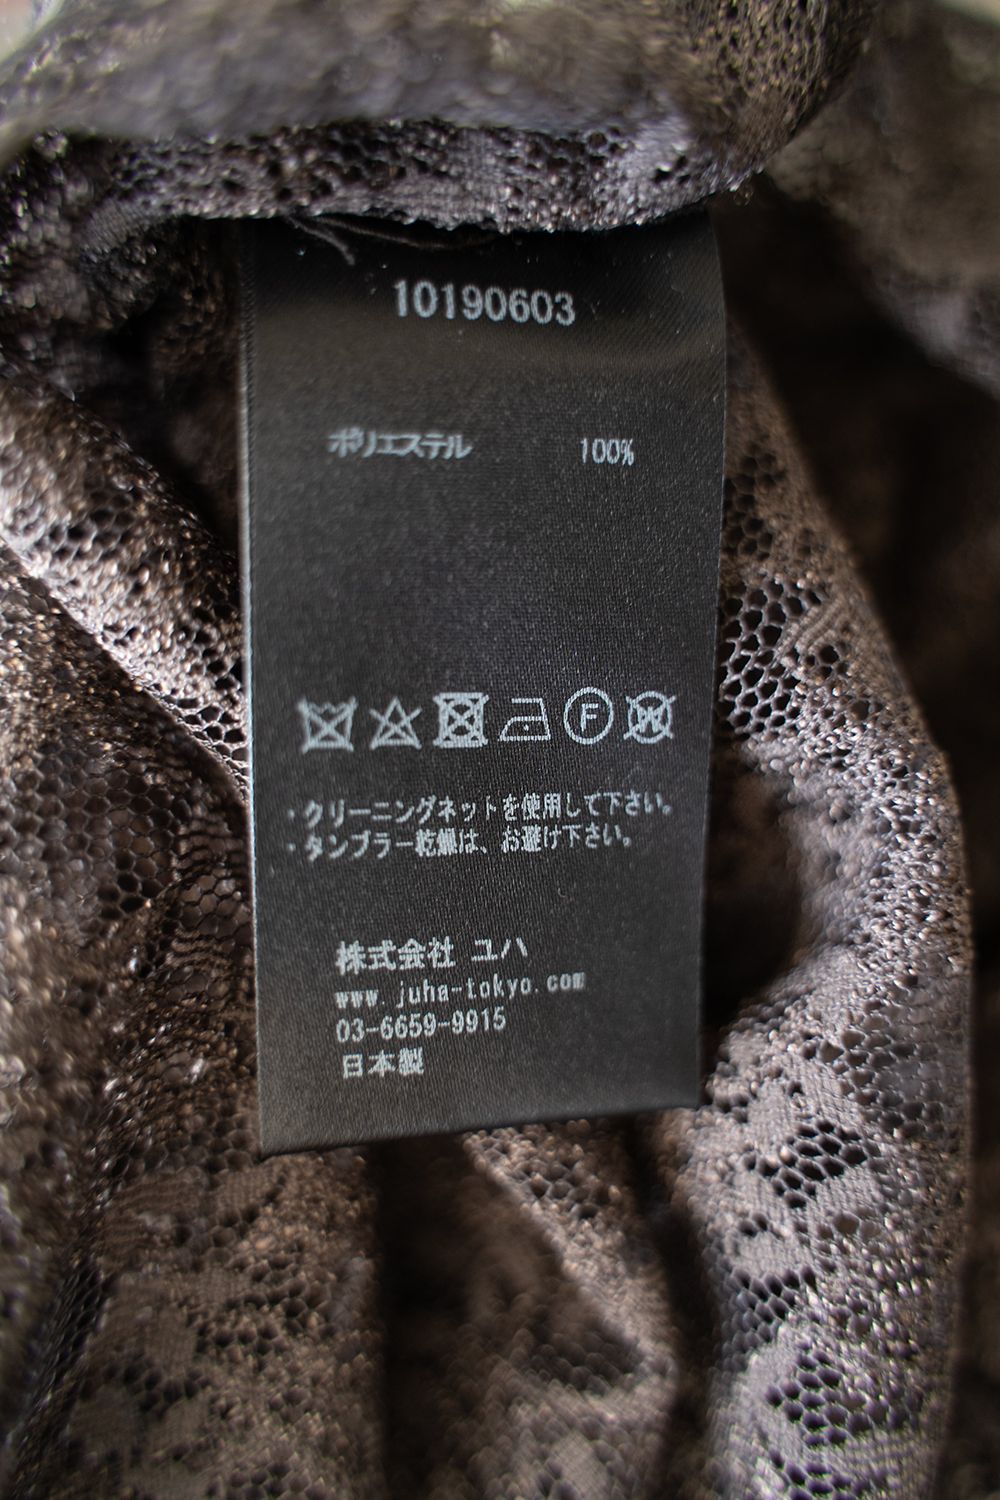 10190603
ポリエステル 100%
F W
・クリーニングネットを使用して下さい。
・タンブラー乾燥は、お避け下さい。
株式会社 ユハ
www.juha-tokyo.com
03-6659-9915
日本製